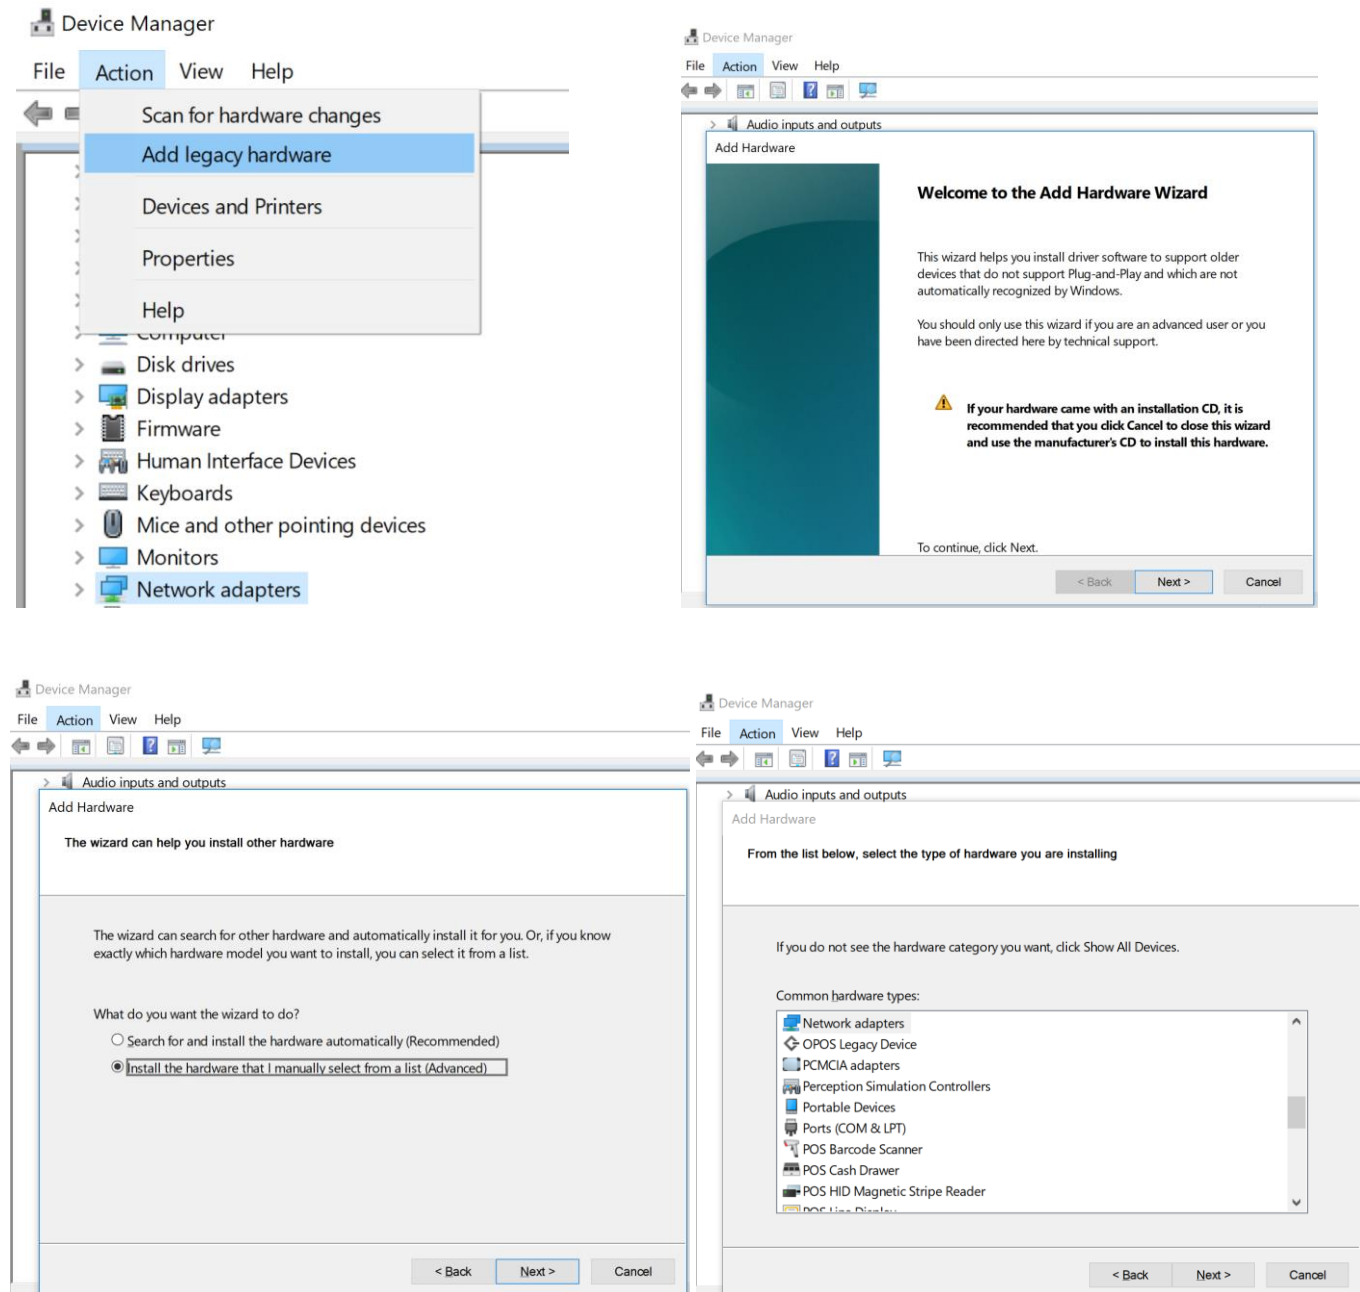 Device Manager
File Action View Help
Scan for hardware changes
Add legacy hardware
Devices and Printers
Properties
Help
Computer
Disk drives
Display adapters
Firmware
Human Interface Devices
Keyboards
Mice and other pointing devices
Monitors
Network adapters
Device Manager
File Action View Help
Audio inputs and outputs
Add Hardware
Welcome to the Add Hardware Wizard
This wizard helps you install driver software to support older
devices that do not support Plug-and-Play and which are not
automatically recognized by Windows.
You should only use this wizard if you are an advanced user or you
have been directed here by technical support.
If your hardware came with an installation CD, it is
recommended that you click Cancel to close this wizard
and use the manufacturer's CD to install this hardware.
To continue, click Next.
< Back Next > Cancel
Device Manager
File Action View Help
Audio inputs and outputs
Add Hardware
The wizard can help you install other hardware
The wizard can search for other hardware and automatically install it for you. Or, if you know
exactly which hardware model you want to install, you can select it from a list.
What do you want the wizard to do?
Search for and install the hardware automatically (Recommended)
Install the hardware that I manually select from a list (Advanced)
< Back Next > Cancel
Device Manager
File Action View Help
Audio inputs and outputs
Add Hardware
From the list below, select the type of hardware you are installing
If you do not see the hardware category you want, click Show All Devices.
Common hardware types:
Network adapters
OPOS Legacy Device
PCMCIA adapters
Perception Simulation Controllers
Portable Devices
Ports (COM & LPT)
POS Barcode Scanner
POS Cash Drawer
POS HID Magnetic Stripe Reader
POS Line Display
< Back Next > Cancel